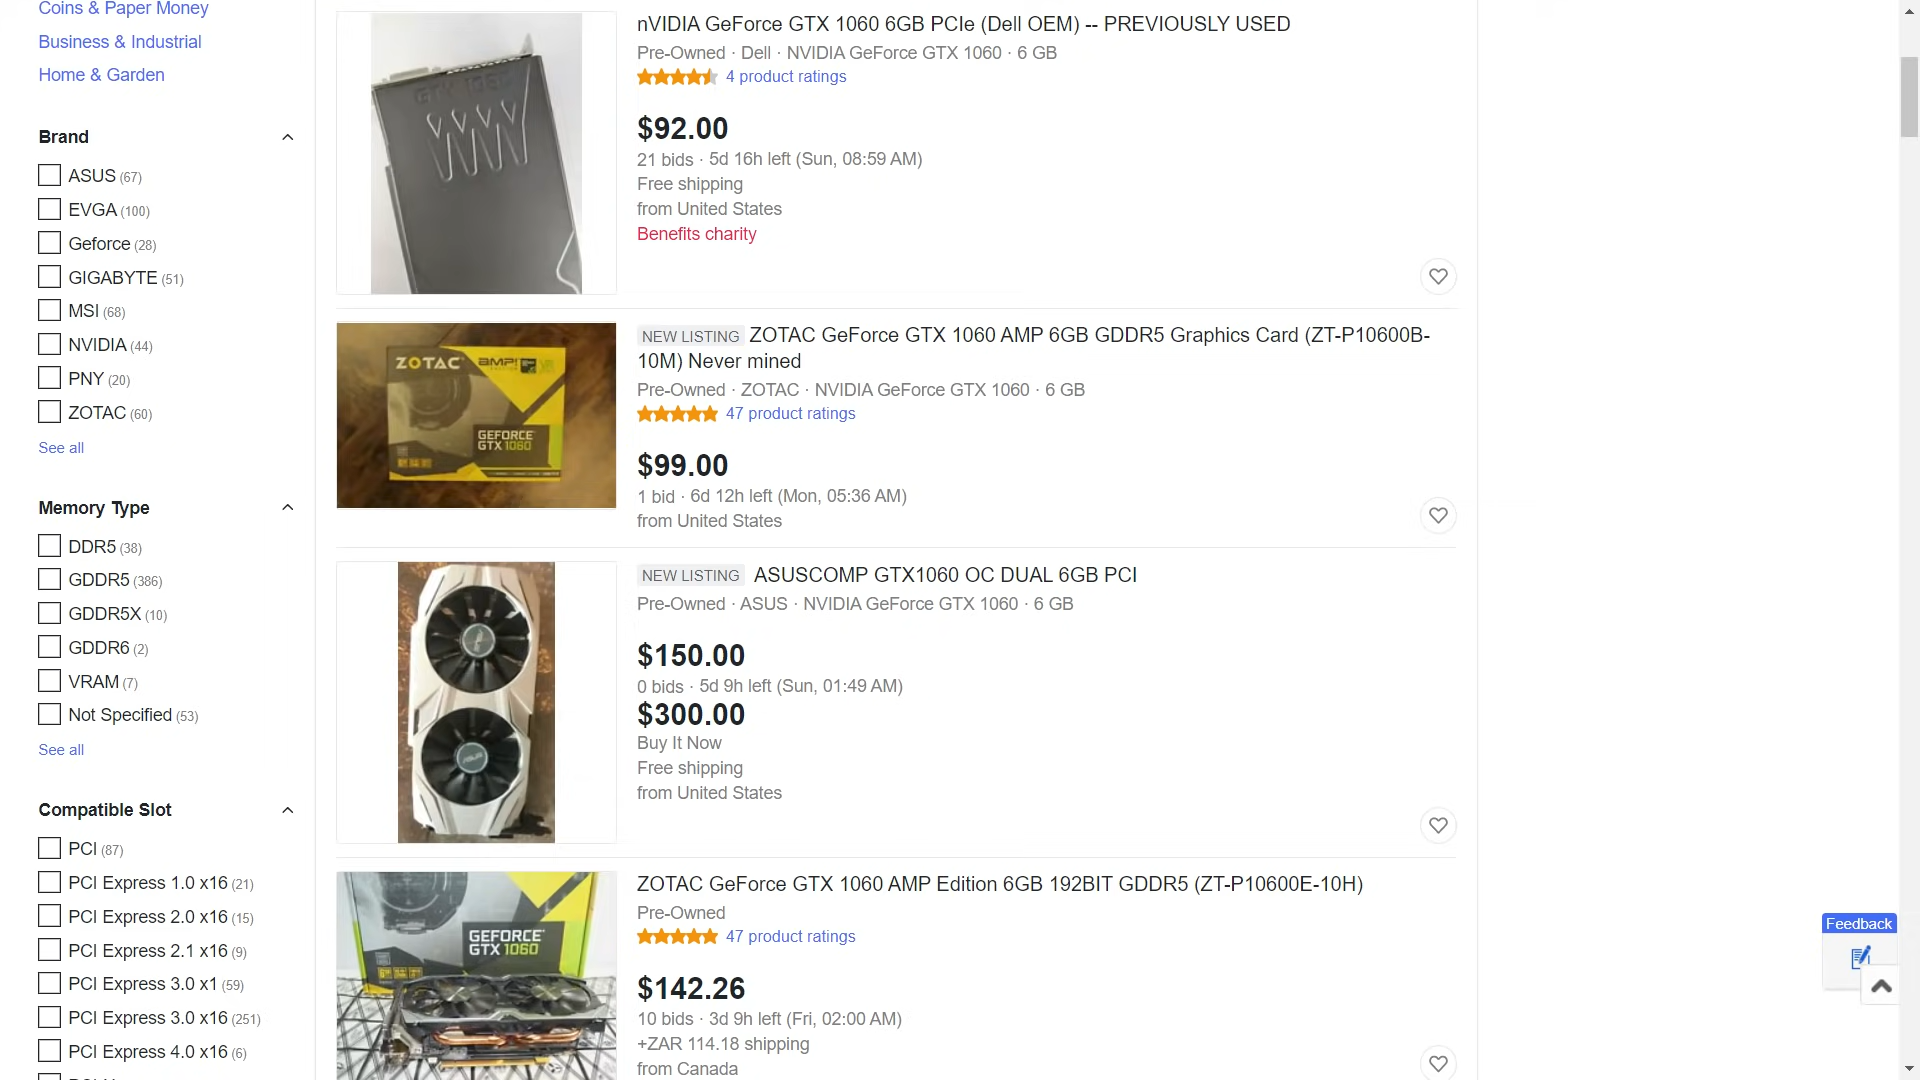 Coins & Paper Money
Business & Industrial
Home & Garden
Brand
ASUS (67)
EVGA (100)
Geforce (28)
GIGABYTE (51)
MSI (68)
NVIDIA (44)
PNY (20)
ZOTAC (60)
See all
Memory Type
DDR5 (38)
GDDR5 (386)
GDDR5X (10)
GDDR6 (2)
VRAM (7)
Not Specified (53)
See all
Compatible Slot
PCI (87)
PCI Express 1.0 x16 (21)
PCI Express 2.0 x16 (15)
PCI Express 2.1 x16 (9)
PCI Express 3.0 x1 (59)
PCI Express 3.0 x16 (251)
PCI Express 4.0 x16 (6)
nVIDIA GeForce GTX 1060 6GB PCIe (Dell OEM) -- PREVIOUSLY USED
Pre-Owned · Dell · NVIDIA GeForce GTX 1060 · 6 GB
4 product ratings
$92.00
21 bids · 5d 16h left (Sun, 08:59 AM)
Free shipping
from United States
Benefits charity
ZOTAC AMP!
GEFORCE
GTX 1060
NEW LISTING ZOTAC GeForce GTX 1060 AMP 6GB GDDR5 Graphics Card (ZT-P10600B-
10M) Never mined
Pre-Owned · ZOTAC · NVIDIA GeForce GTX 1060 · 6 GB
47 product ratings
$99.00
1 bid · 6d 12h left (Mon, 05:36 AM)
from United States
NEW LISTING ASUSCOMP GTX1060 OC DUAL 6GB PCI
Pre-Owned · ASUS · NVIDIA GeForce GTX 1060 · 6 GB
$150.00
0 bids · 5d 9h left (Sun, 01:49 AM)
$300.00
Buy It Now
Free shipping
from United States
GEFORCE
GTX 1060
ZOTAC GeForce GTX 1060 AMP Edition 6GB 192BIT GDDR5 (ZT-P10600E-10H)
Pre-Owned
47 product ratings
$142.26
10 bids · 3d 9h left (Fri, 02:00 AM)
+ZAR 114.18 shipping
from Canada
Feedback